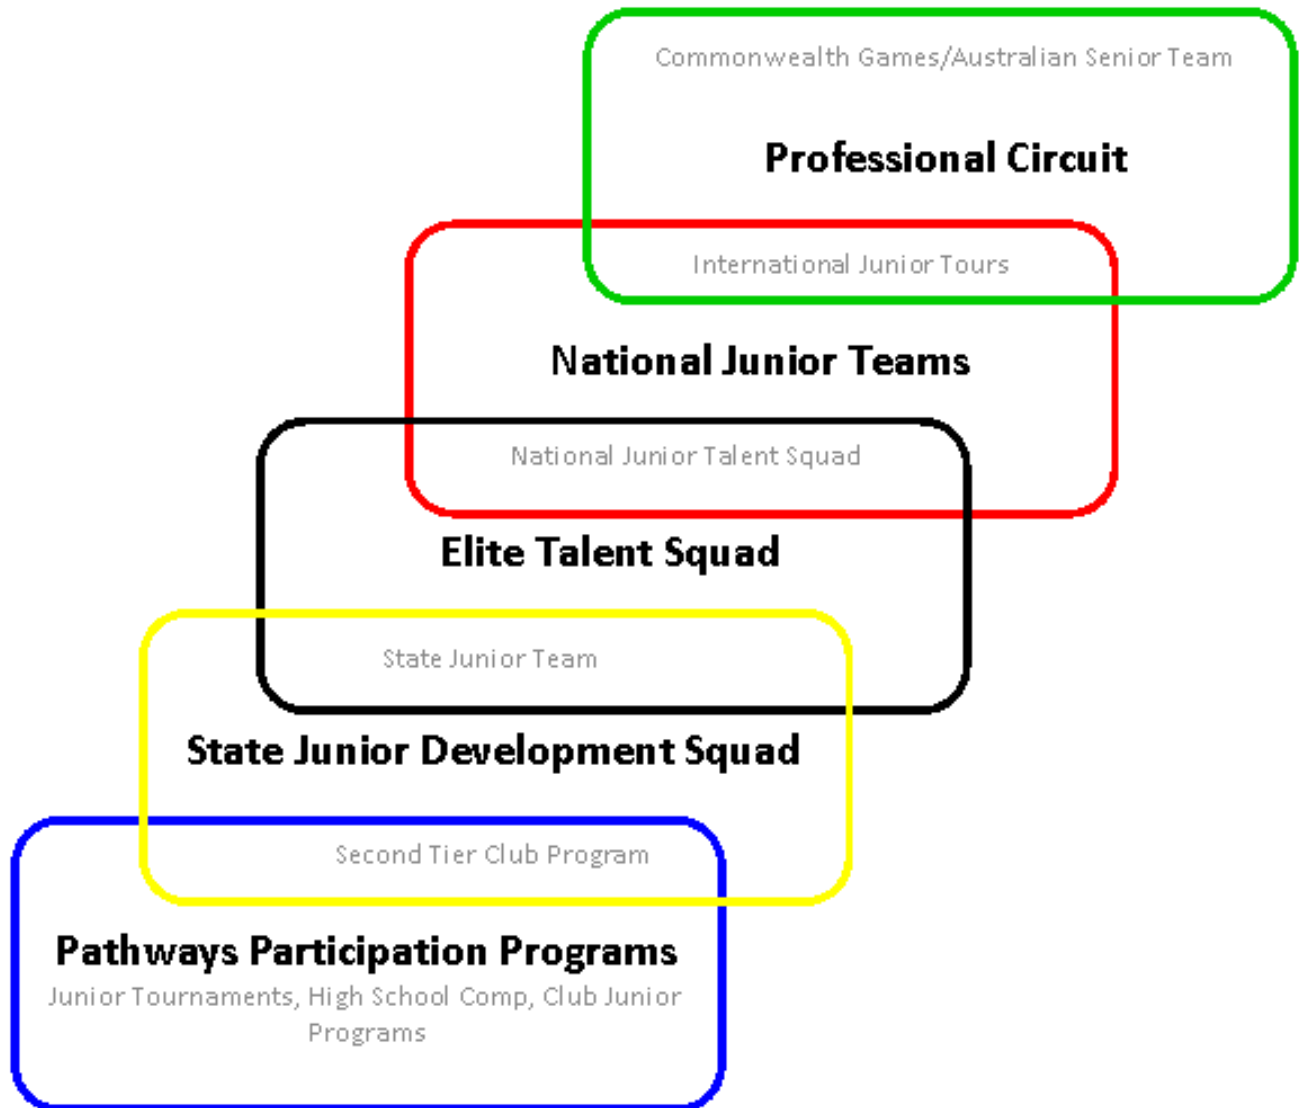 Commonwealth Games/Australian Senior Team
Professional Circuit
International Junior Tours
National Junior Teams
National Junior Talent Squad
Elite Talent Squad
State Junior Team
State Junior Development Squad
Second Tier Club Program
Pathways Participation Programs
Junior Tournaments, High School Comp, Club Junior
Programs